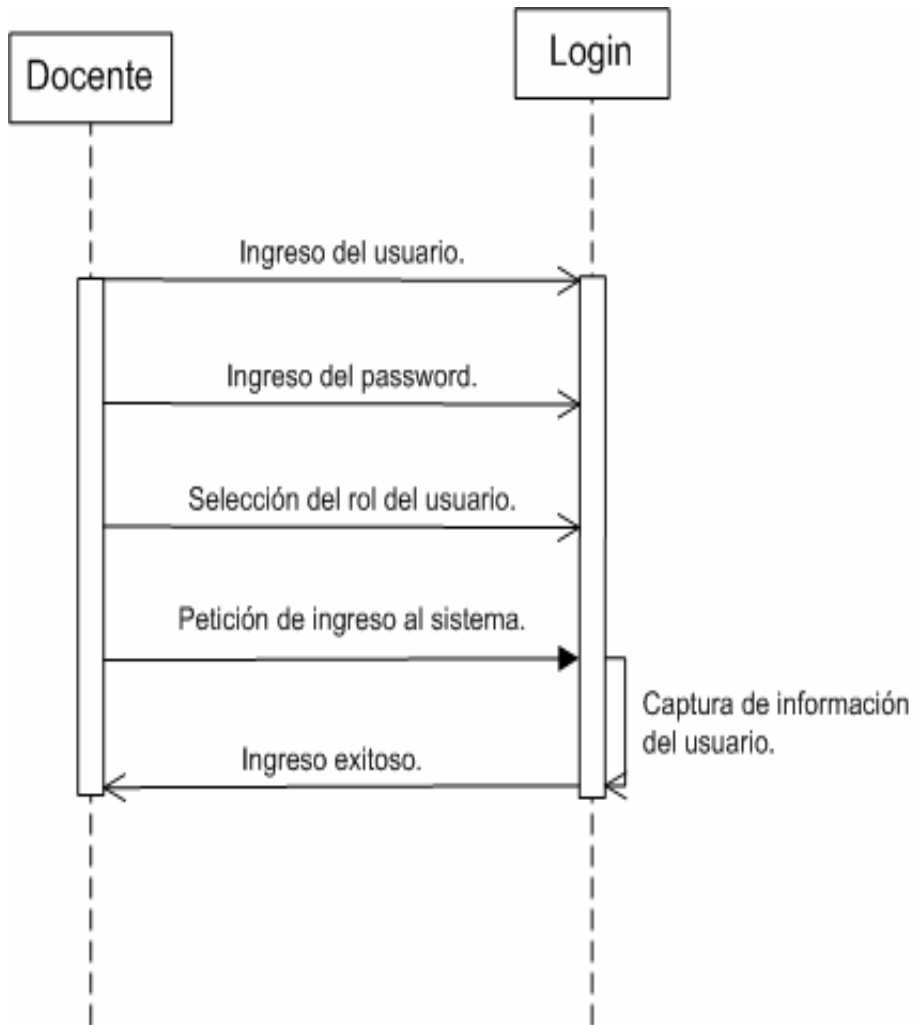 Docente
Login
Ingreso del usuario.
Ingreso del password.
Selección del rol del usuario.
Petición de ingreso al sistema.
Captura de información
del usuario.
Ingreso exitoso.